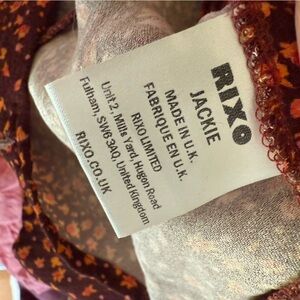 RIXO
JACKIE
MADE IN U.K.
FABRIQUE EN U.K.
RIXO LIMITED
Unit 2, Mills Yard, Hugon Road
Fulham, SW6 3AQ, United Kingdom
RIXO.CO.UK